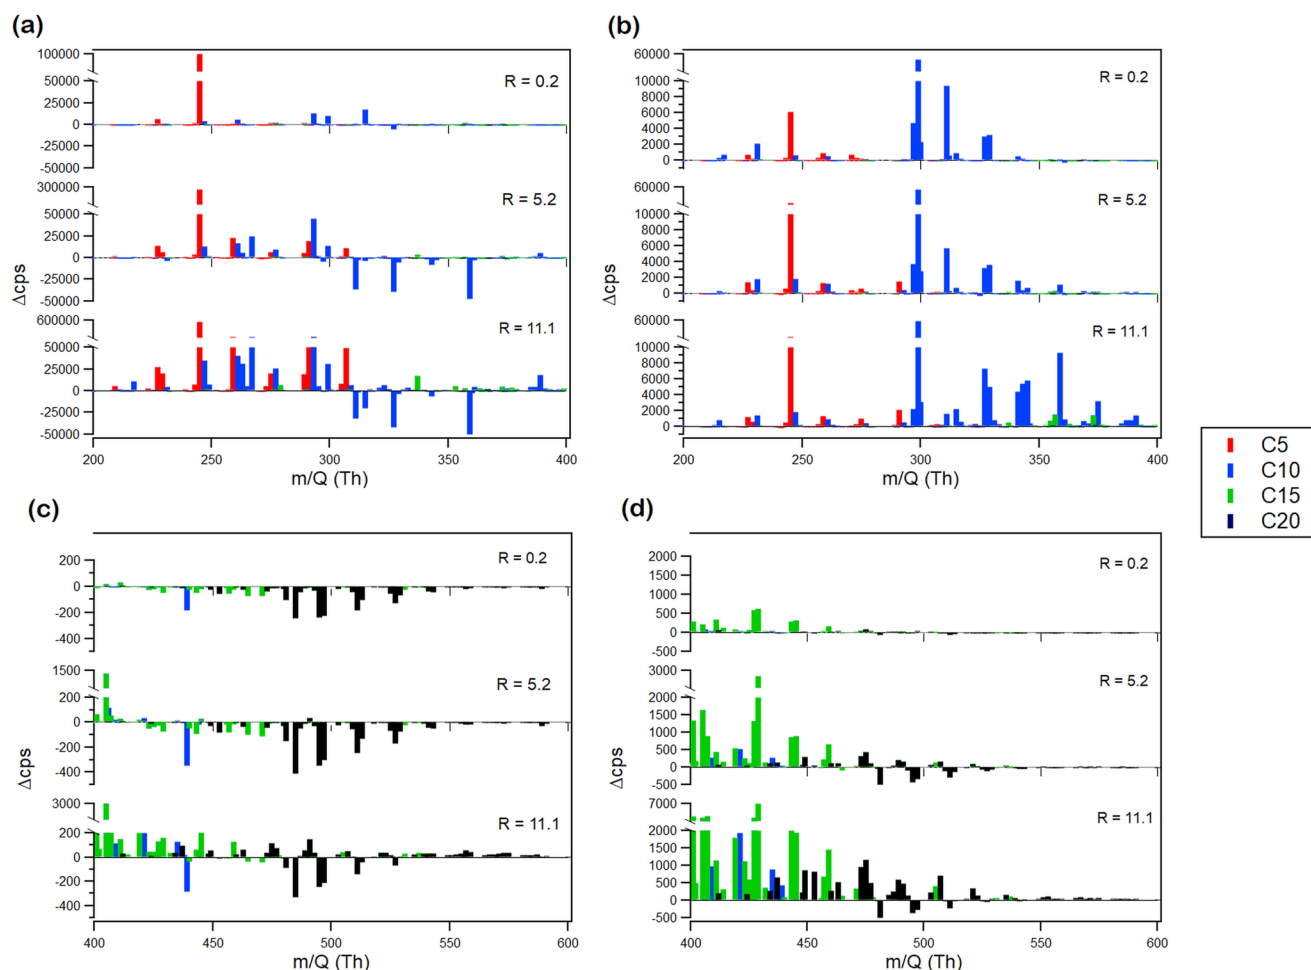 (a)
100000
50000
25000
0
-25000
-50000
R = 0.2
300000
50000
25000
0
-25000
-50000
R = 5.2
600000
50000
25000
0
-25000
-50000
R = 11.1
Δcps
200 250 300 350 400
m/Q (Th)
(b)
60000
10000
8000
6000
4000
2000
0
R = 0.2
60000
10000
8000
6000
4000
2000
0
R = 5.2
60000
10000
8000
6000
4000
2000
0
R = 11.1
Δcps
200 250 300 350 400
m/Q (Th)
C5
C10
C15
C20
(c)
200
0
-200
-400
R = 0.2
1500
200
0
-200
-400
R = 5.2
3000
200
0
-200
-400
R = 11.1
Δcps
400 450 500 550 600
m/Q (Th)
(d)
2000
1500
1000
500
0
-500
R = 0.2
3000
2000
1500
1000
500
0
-500
R = 5.2
7000
2000
1500
1000
500
0
-500
R = 11.1
Δcps
400 450 500 550 600
m/Q (Th)